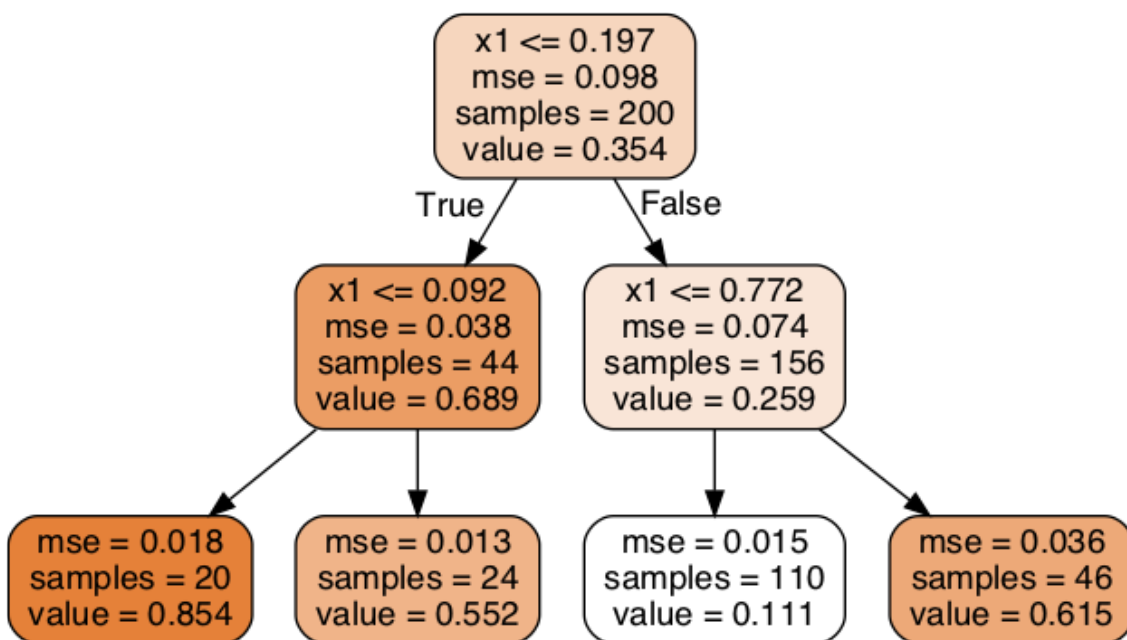 x1 <= 0.197
mse = 0.098
samples = 200
value = 0.354
True
False
x1 <= 0.092
mse = 0.038
samples = 44
value = 0.689
x1 <= 0.772
mse = 0.074
samples = 156
value = 0.259
mse = 0.018
samples = 20
value = 0.854
mse = 0.013
samples = 24
value = 0.552
mse = 0.015
samples = 110
value = 0.111
mse = 0.036
samples = 46
value = 0.615